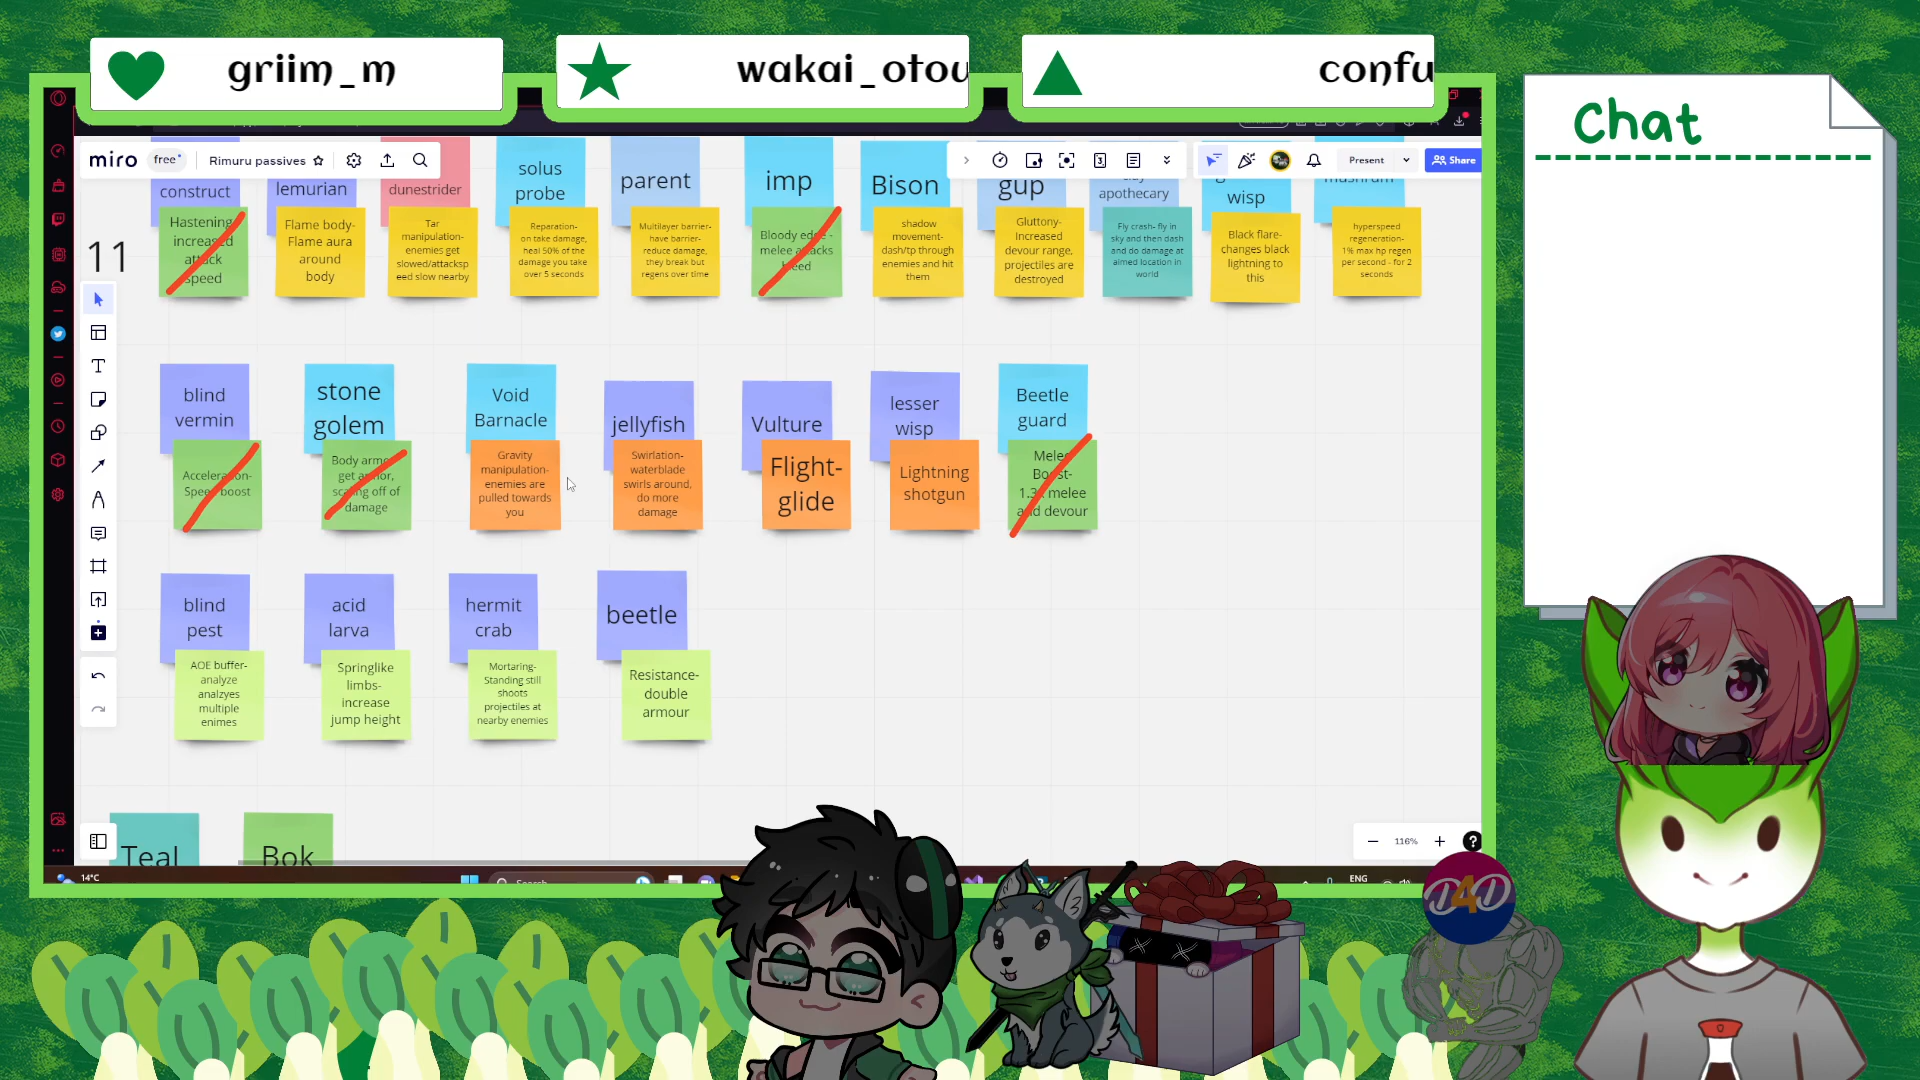 griim_m
wakai_otou
confu
Chat
miro
free
Rimuru passives
Present
Share
construct
lemurian
dunestrider
solus
probe
parent
imp
Bison
gup
apothecary
wisp
11
Hastening
increased
attack
speed
Flame body-
Flame aura
around
body
Tar
manipulation-
enemies get
slowed/attacksp
eed slow nearby
Reparation-
on take damage,
heal 50% of the
damage you take
over 5 seconds
Multilayer barrier-
have barrier-
reduce damage,
they break but
regens over time
Bloody edge -
melee attacks
bleed
shadow
movement-
dash/tp through
enemies and hit
them
Gluttony-
Increased
devour range,
projectiles are
destroyed
Fly crash- fly in
sky and then dash
and do damage at
aimed location in
world
Black flare-
changes black
lightning to
this
hyperspeed
regeneration-
1% max hp regen
per second - for 2
seconds
blind
vermin
stone
golem
Void
Barnacle
jellyfish
Vulture
lesser
wisp
Beetle
guard
Acceleration-
Speed boost
Body armor-
get armor,
scaling off of
damage
Gravity
manipulation-
enemies are
pulled towards
you
Swirlation-
waterblade
swirls around,
do more
damage
Flight-
glide
Lightning
shotgun
Melee
Boost-
1.3x melee
and devour
blind
pest
acid
larva
hermit
crab
beetle
AOE buffer-
analyze
analzyes
multiple
enimes
Springlike
limbs-
increase
jump height
Mortaring-
Standing still
shoots
projectiles at
nearby enemies
Resistance-
double
armour
Teal
Bok
116%
14°C
Search
ENG
D4D